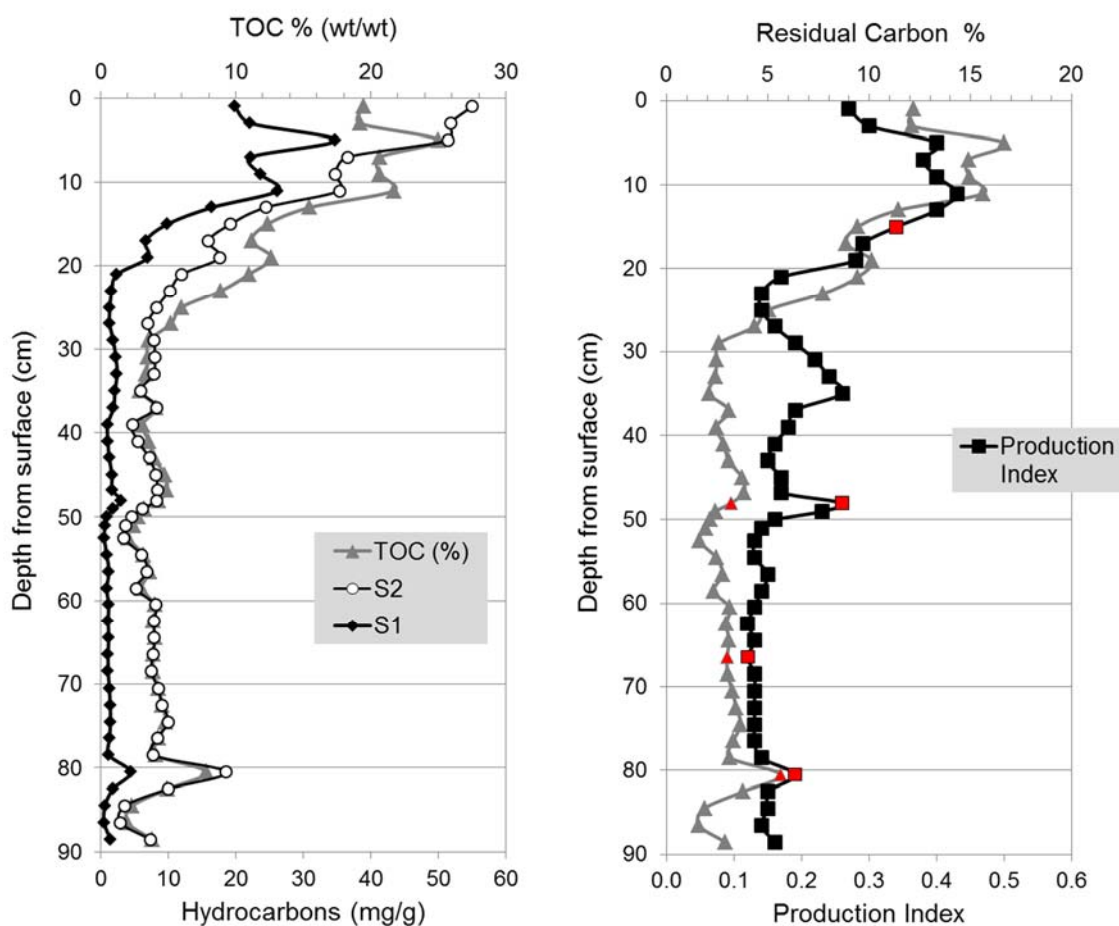 TOC % (wt/wt)
0 10 20 30
0
10
20
30
40
50
60
70
80
90
Depth from surface (cm)
TOC (%)
S2
S1
0 10 20 30 40 50 60
Hydrocarbons (mg/g)
Residual Carbon %
0 5 10 15 20
0
10
20
30
40
50
60
70
80
90
Depth from surface (cm)
Production
Index
0.0 0.1 0.2 0.3 0.4 0.5 0.6
Production Index